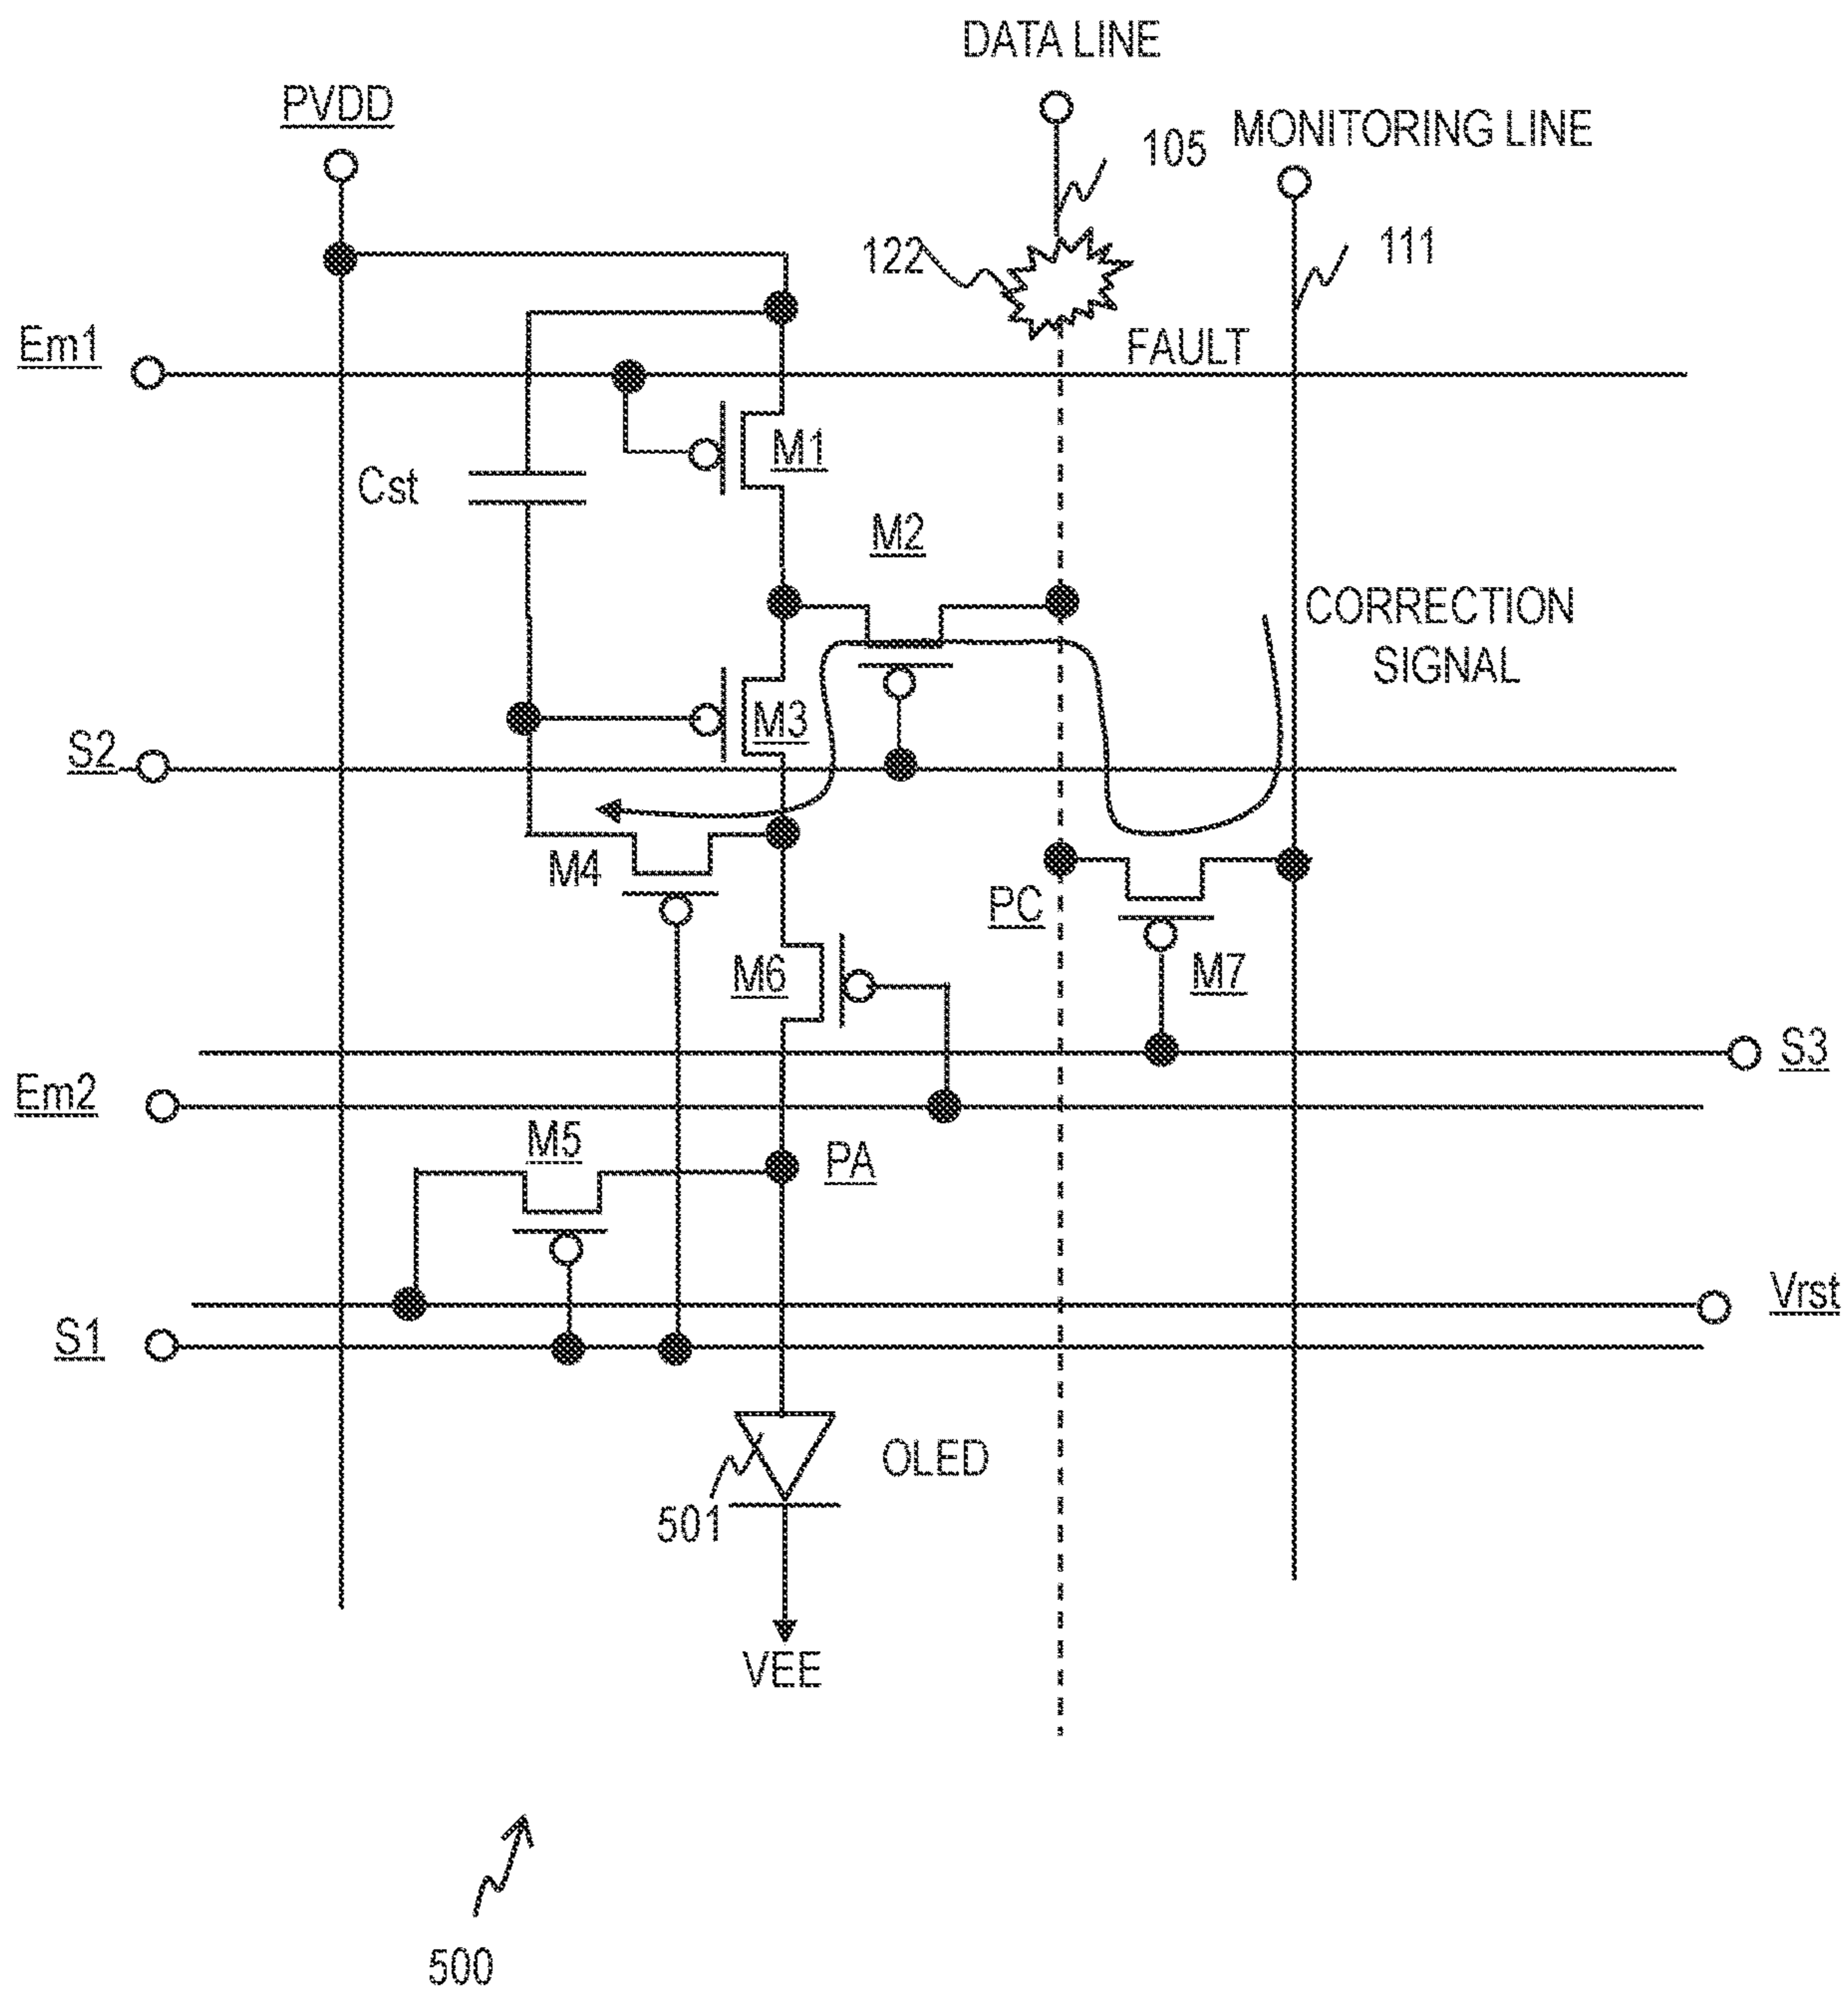 DATA LINE
PVDD
MONITORING LINE
105
122
111
Em1
FAULT
M1
Cst
M2
CORRECTION
SIGNAL
M3
S2
M4
PC
M6
M7
S3
Em2
M5
PA
Vrst
S1
OLED
501
VEE
500